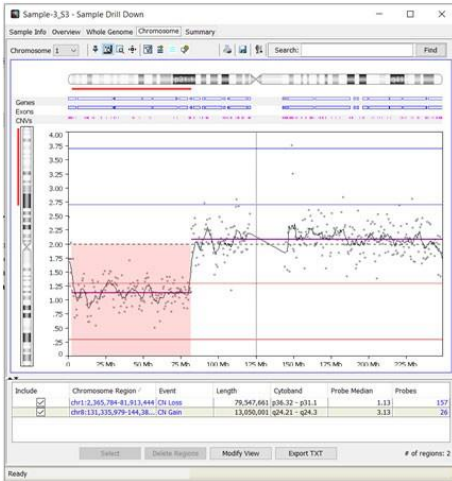 Sample-3_S3 - Sample Drill Down
Sample Info Overview Whole Genome Chromosome Summary
Chromosome 1 Search: Find
Genes
Exons
CNVs
4.00
3.75
3.50
3.25
3.00
2.75
2.50
2.25
2.00
1.75
1.50
1.25
1.00
.75
.50
.25
0
0 25 Mb 50 Mb 75 Mb 100 Mb 125 Mb 150 Mb 175 Mb 200 Mb 225 Mb
Include Chromosome Region Event Length Cytoband Probe Median Probes
chr1:2,365,784-81,913,444 CN Loss 79,547,661 p36.32 - p31.1 1.13 157
chr8:131,335,979-144,38... CN Gain 13,050,001 q24.21 - q24.3 3.13 26
Select Delete Regions Modify View Export TXT # of regions: 2
Ready